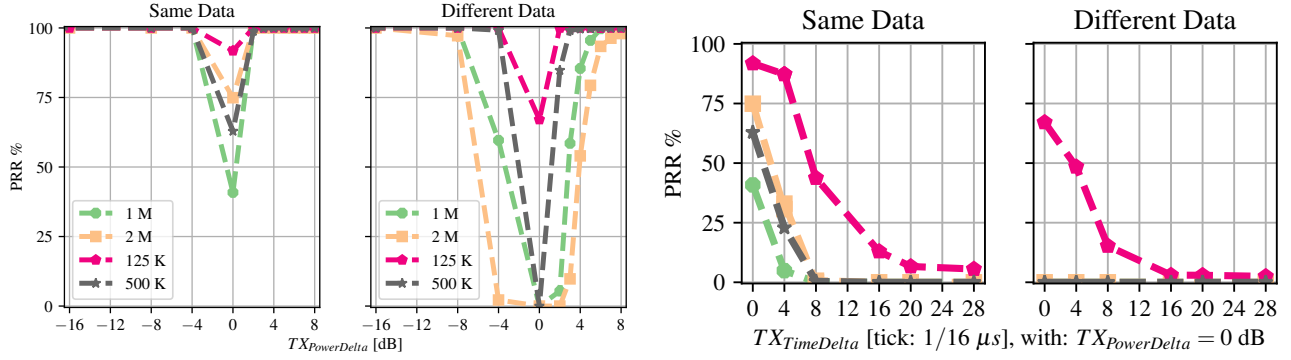 Same Data
Different Data
PRR %
100
75
50
25
0
1 M
2 M
125 K
500 K
1 M
2 M
125 K
500 K
−16 −12 −8 −4 0 4 8
−16 −12 −8 −4 0 4 8
TX_PowerDelta [dB]
Same Data
Different Data
PRR %
100
75
50
25
0
0 4 8 12 16 20 24 28
0 4 8 12 16 20 24 28
TX_TimeDelta [tick: 1/16 μs], with: TX_PowerDelta = 0 dB